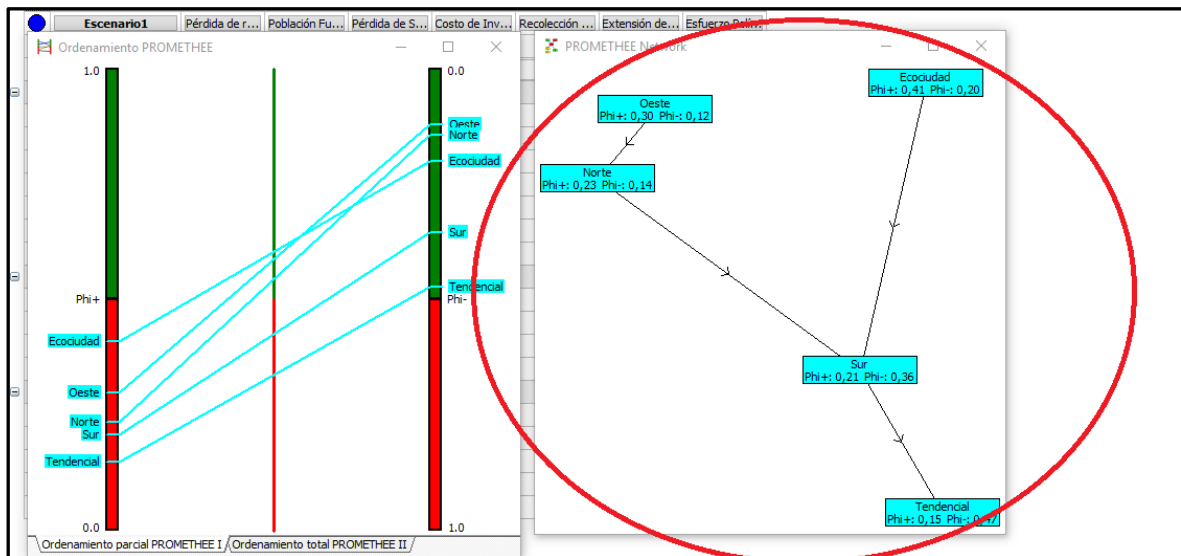 Escenario1
Pérdida de r...
Población Fu...
Pérdida de S...
Costo de Inv...
Recolección ...
Extensión de...
Esfuerzo Polí...
Ordenamiento PROMETHEE
1.0
0.0
Oeste
Norte
Ecociudad
Sur
Tendencial
Phi+
Phi-
Ecociudad
Oeste
Norte
Sur
Tendencial
0.0
1.0
Ordenamiento parcial PROMETHEE I
Ordenamiento total PROMETHEE II
PROMETHEE Network
Ecociudad
Phi+: 0,41 Phi-: 0,20
Oeste
Phi+: 0,30 Phi-: 0,12
Norte
Phi+: 0,23 Phi-: 0,14
Sur
Phi+: 0,21 Phi-: 0,36
Tendencial
Phi+: 0,15 Phi-: 0,47